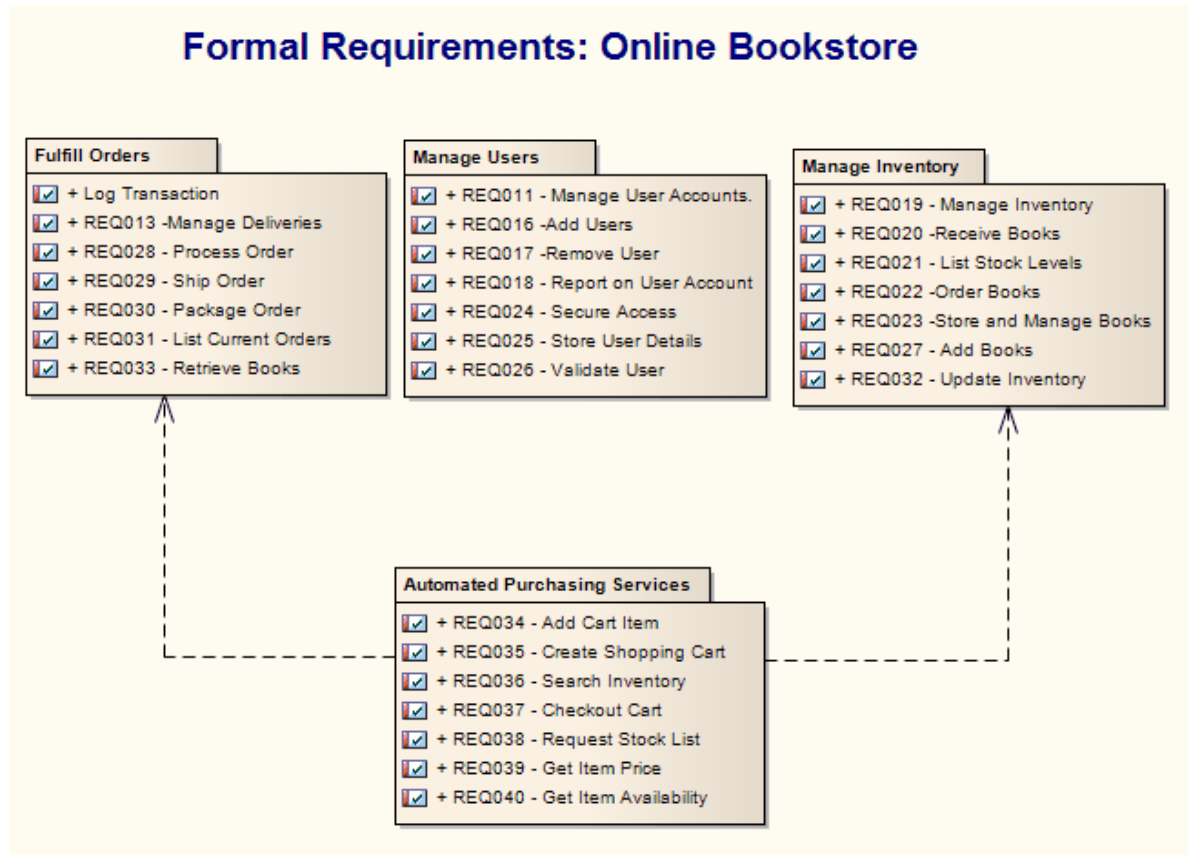 Formal Requirements: Online Bookstore
Fulfill Orders
+ Log Transaction
+ REQ013 -Manage Deliveries
+ REQ028 - Process Order
+ REQ029 - Ship Order
+ REQ030 - Package Order
+ REQ031 - List Current Orders
+ REQ033 - Retrieve Books
Manage Users
+ REQ011 - Manage User Accounts.
+ REQ016 -Add Users
+ REQ017 -Remove User
+ REQ018 - Report on User Account
+ REQ024 - Secure Access
+ REQ025 - Store User Details
+ REQ026 - Validate User
Manage Inventory
+ REQ019 - Manage Inventory
+ REQ020 -Receive Books
+ REQ021 - List Stock Levels
+ REQ022 -Order Books
+ REQ023 -Store and Manage Books
+ REQ027 - Add Books
+ REQ032 - Update Inventory
Automated Purchasing Services
+ REQ034 - Add Cart Item
+ REQ035 - Create Shopping Cart
+ REQ036 - Search Inventory
+ REQ037 - Checkout Cart
+ REQ038 - Request Stock List
+ REQ039 - Get Item Price
+ REQ040 - Get Item Availability